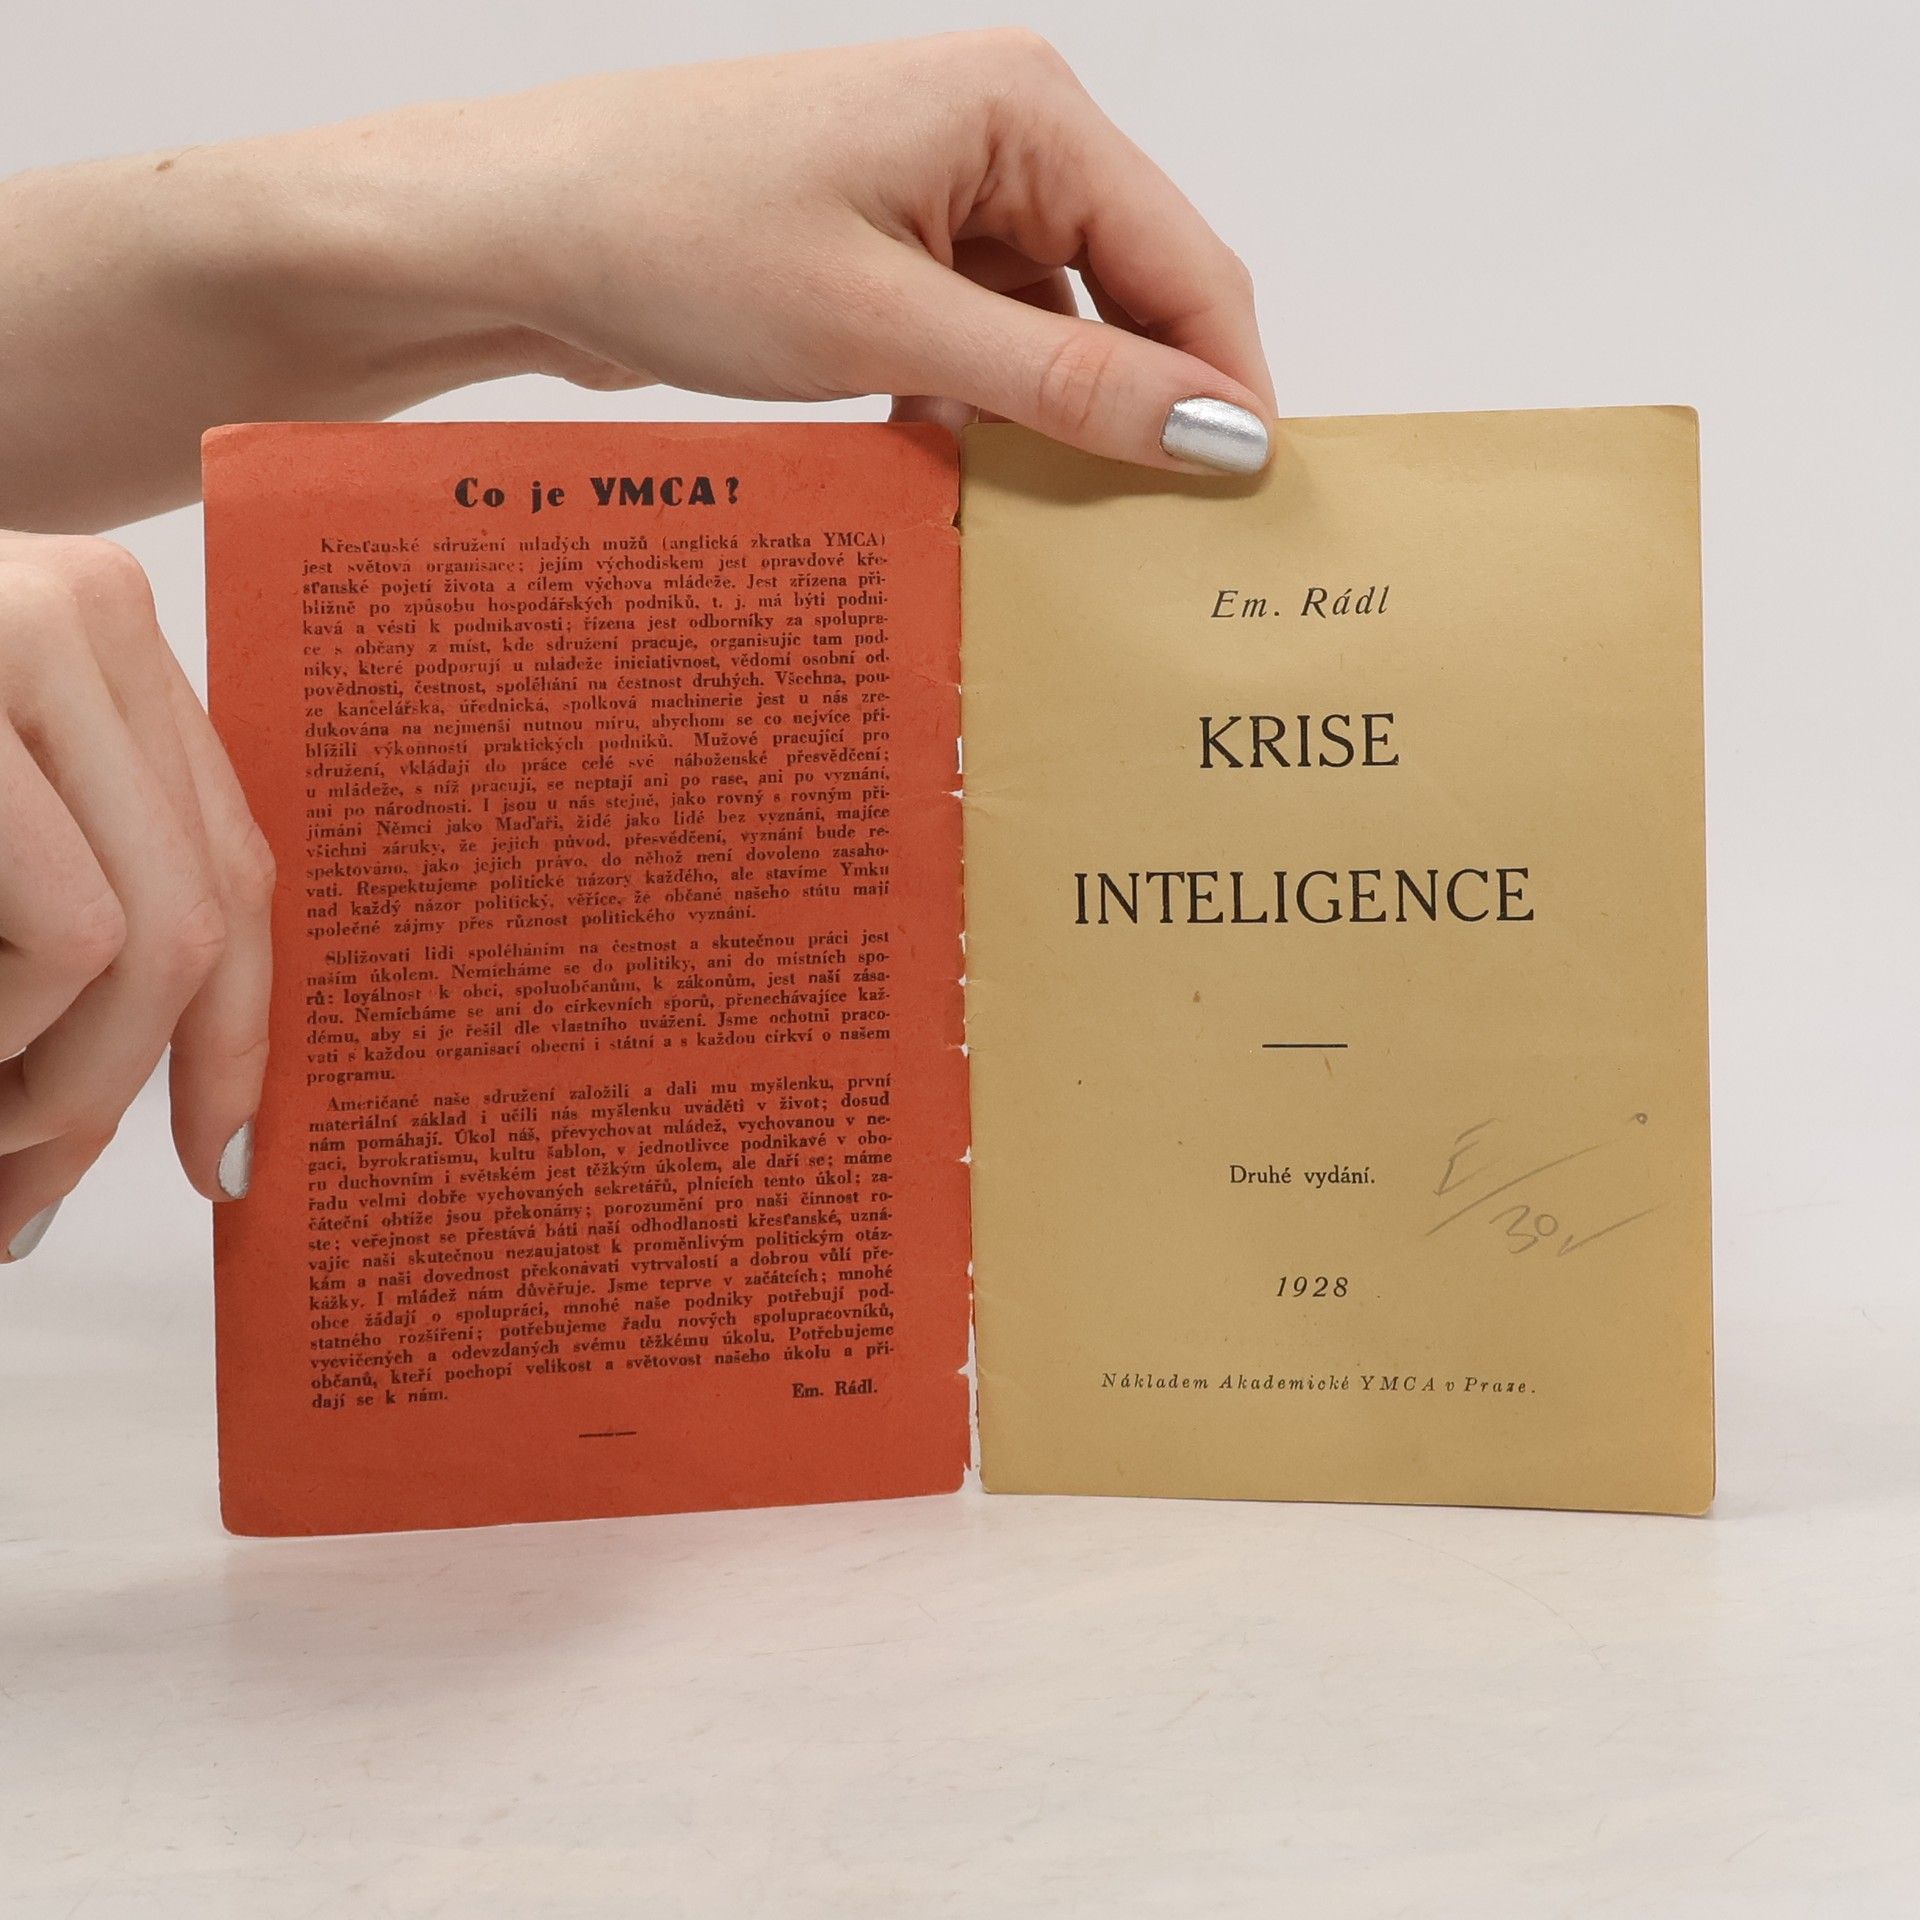 Co je YMCA?
Křesťanské sdružení mladých mužů (anglická zkratka YMCA)
jest světová organisace; jejím východiskem jest opravdové kře-
sťanské pojetí života a cílem výchova mládeže. Jest zřízena při-
bližně po způsobu hospodářských podniků, t. j. má býti podni-
kavá a vésti k podnikavosti; řízena jest odborníky za spoluprá-
ce s občany z míst, kde sdružení pracuje, organisujíc tam pod-
niky, které podporují u mládeže iniciativnost, vědomí osobní od-
povědnosti, čestnost, spoléhání na čestnost druhých. Všechna, pou-
ze kancelářská, úřednická, spolková machinerie jest u nás zre-
dukována na nejmenší nutnou míru, abychom se co nejvíce při-
blížili výkonností praktických podniků. Mužové pracující pro
sdružení, vkládají do práce celé své náboženské přesvědčení;
u mládeže, s níž pracují, se neptají ani po rase, ani po vyznání,
ani po národnosti. I jsou u nás stejně, jako rovný s rovným při-
jímáni Němci jako Maďaři, židé jako lidé bez vyznání, majíce
všichni záruky, že jejich původ, přesvědčení, vyznání bude re-
spektováno, jako jejich právo, do něhož není dovoleno zasaho-
vati. Respektujeme politické názory každého, ale stavíme Ymku
nad každý názor politický, věříce, že občané našeho státu mají
společné zájmy přes různost politického vyznání.
Sbližovati lidi spoléháním na čestnost a skutečnou práci jest
naším úkolem. Nemícháme se do politiky, ani do místních spo-
rů: loyálnost k obci, spoluobčanům, k zákonům, jest naší zása-
dou. Nemícháme se ani do církevních sporů, přenechávajíce kaž-
dému, aby si je řešil dle vlastního uvážení. Jsme ochotni praco-
vati s každou organisací obecní i státní a s každou církví o našem
programu.
Američané naše sdružení založili a dali mu myšlenku, první
materiální základ i učili nás myšlenku uváděti v život; dosud
nám pomáhají. Úkol náš, převychovat mládež, vychovanou v ne-
gaci, byrokratismu, kultu šablon, v jednotlivce podnikavé v obo-
ru duchovním i světském jest těžkým úkolem, ale daří se; máme
řadu velmi dobře vychovaných sekretářů, plnících tento úkol; za-
čáteční obtíže jsou překonány; porozumění pro naši činnost ro-
ste; veřejnost se přestává báti naší odhodlanosti křesťanské, uzná-
vajíc naši skutečnou nezaujatost k proměnlivým politickým otáz-
kám a naši dovednost překonávati vytrvalostí a dobrou vůlí pře-
kážky. I mládež nám důvěřuje. Jsme teprve v začátcích; mnohé
obce žádají o spolupráci, mnohé naše podniky potřebují pod-
statného rozšíření; potřebujeme řadu nových spolupracovníků,
vycvičených a odevzdaných svému těžkému úkolu. Potřebujeme
občanů, kteří pochopí velikost a světovost našeho úkolu a při-
dají se k nám.
Em. Rádl.
Em. Rádl
KRISE
INTELIGENCE
Druhé vydání.
30,
1928
Nákladem Akademické YMCA v Praze.